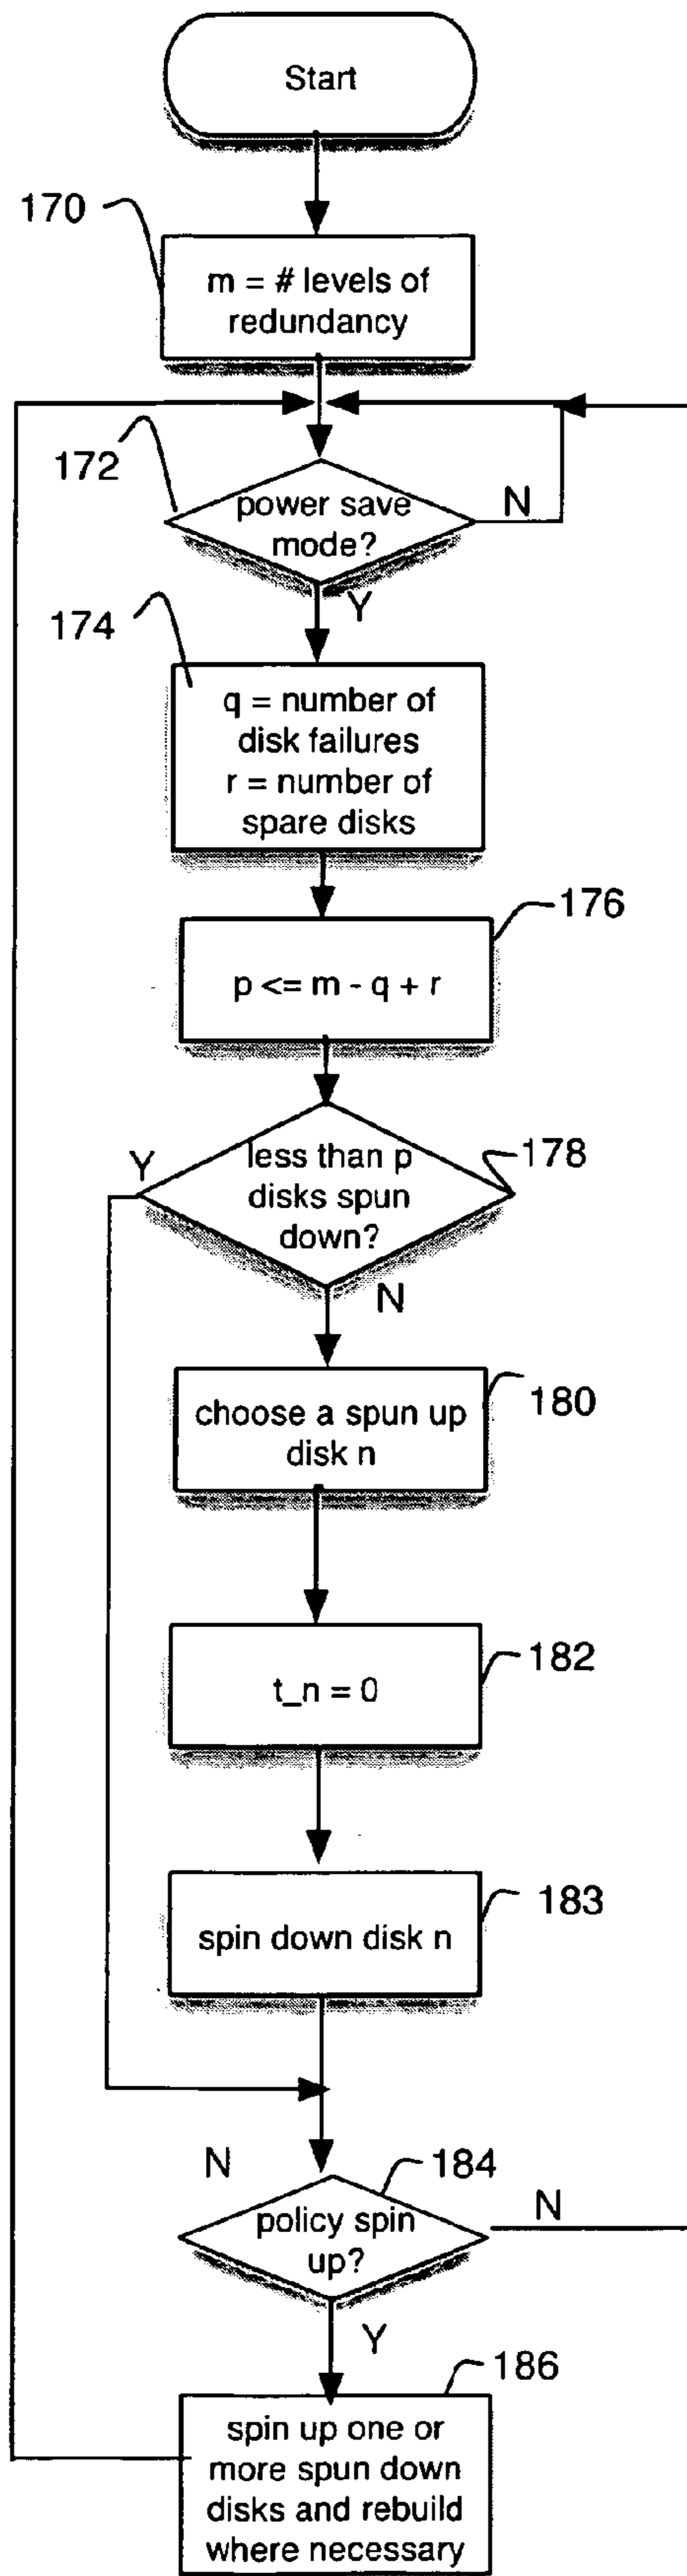 Start
170
m = # levels of
redundancy
172
power save
mode?
N
Y
174
q = number of
disk failures
r = number of
spare disks
176
p <= m - q + r
178
Y
less than p
disks spun
down?
N
180
choose a spun up
disk n
182
t_n = 0
183
spin down disk n
N
184
policy spin
up?
N
Y
186
spin up one or
more spun down
disks and rebuild
where necessary